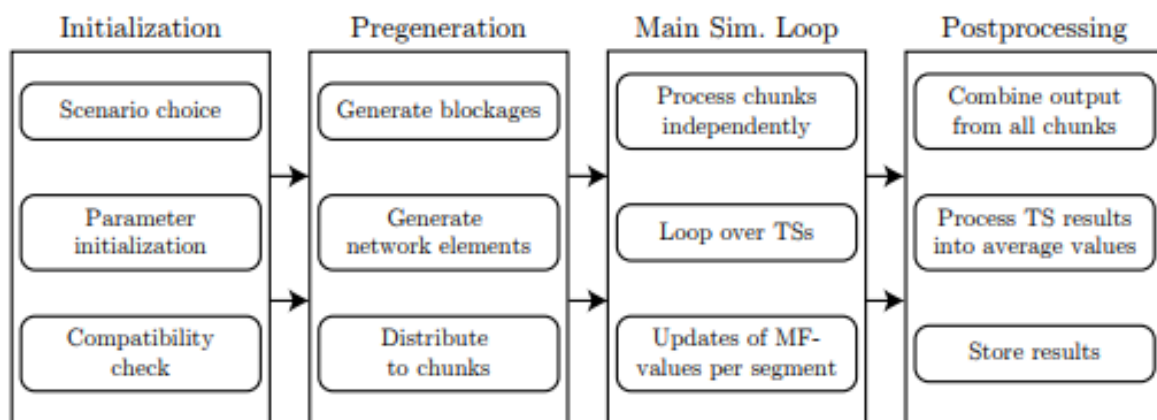 Initialization
Scenario choice
Parameter
initialization
Compatibility
check
Pregeneration
Generate blockages
Generate
network elements
Distribute
to chunks
Main Sim. Loop
Process chunks
independently
Loop over TSs
Updates of MF-
values per segment
Postprocessing
Combine output
from all chunks
Process TS results
into average values
Store results